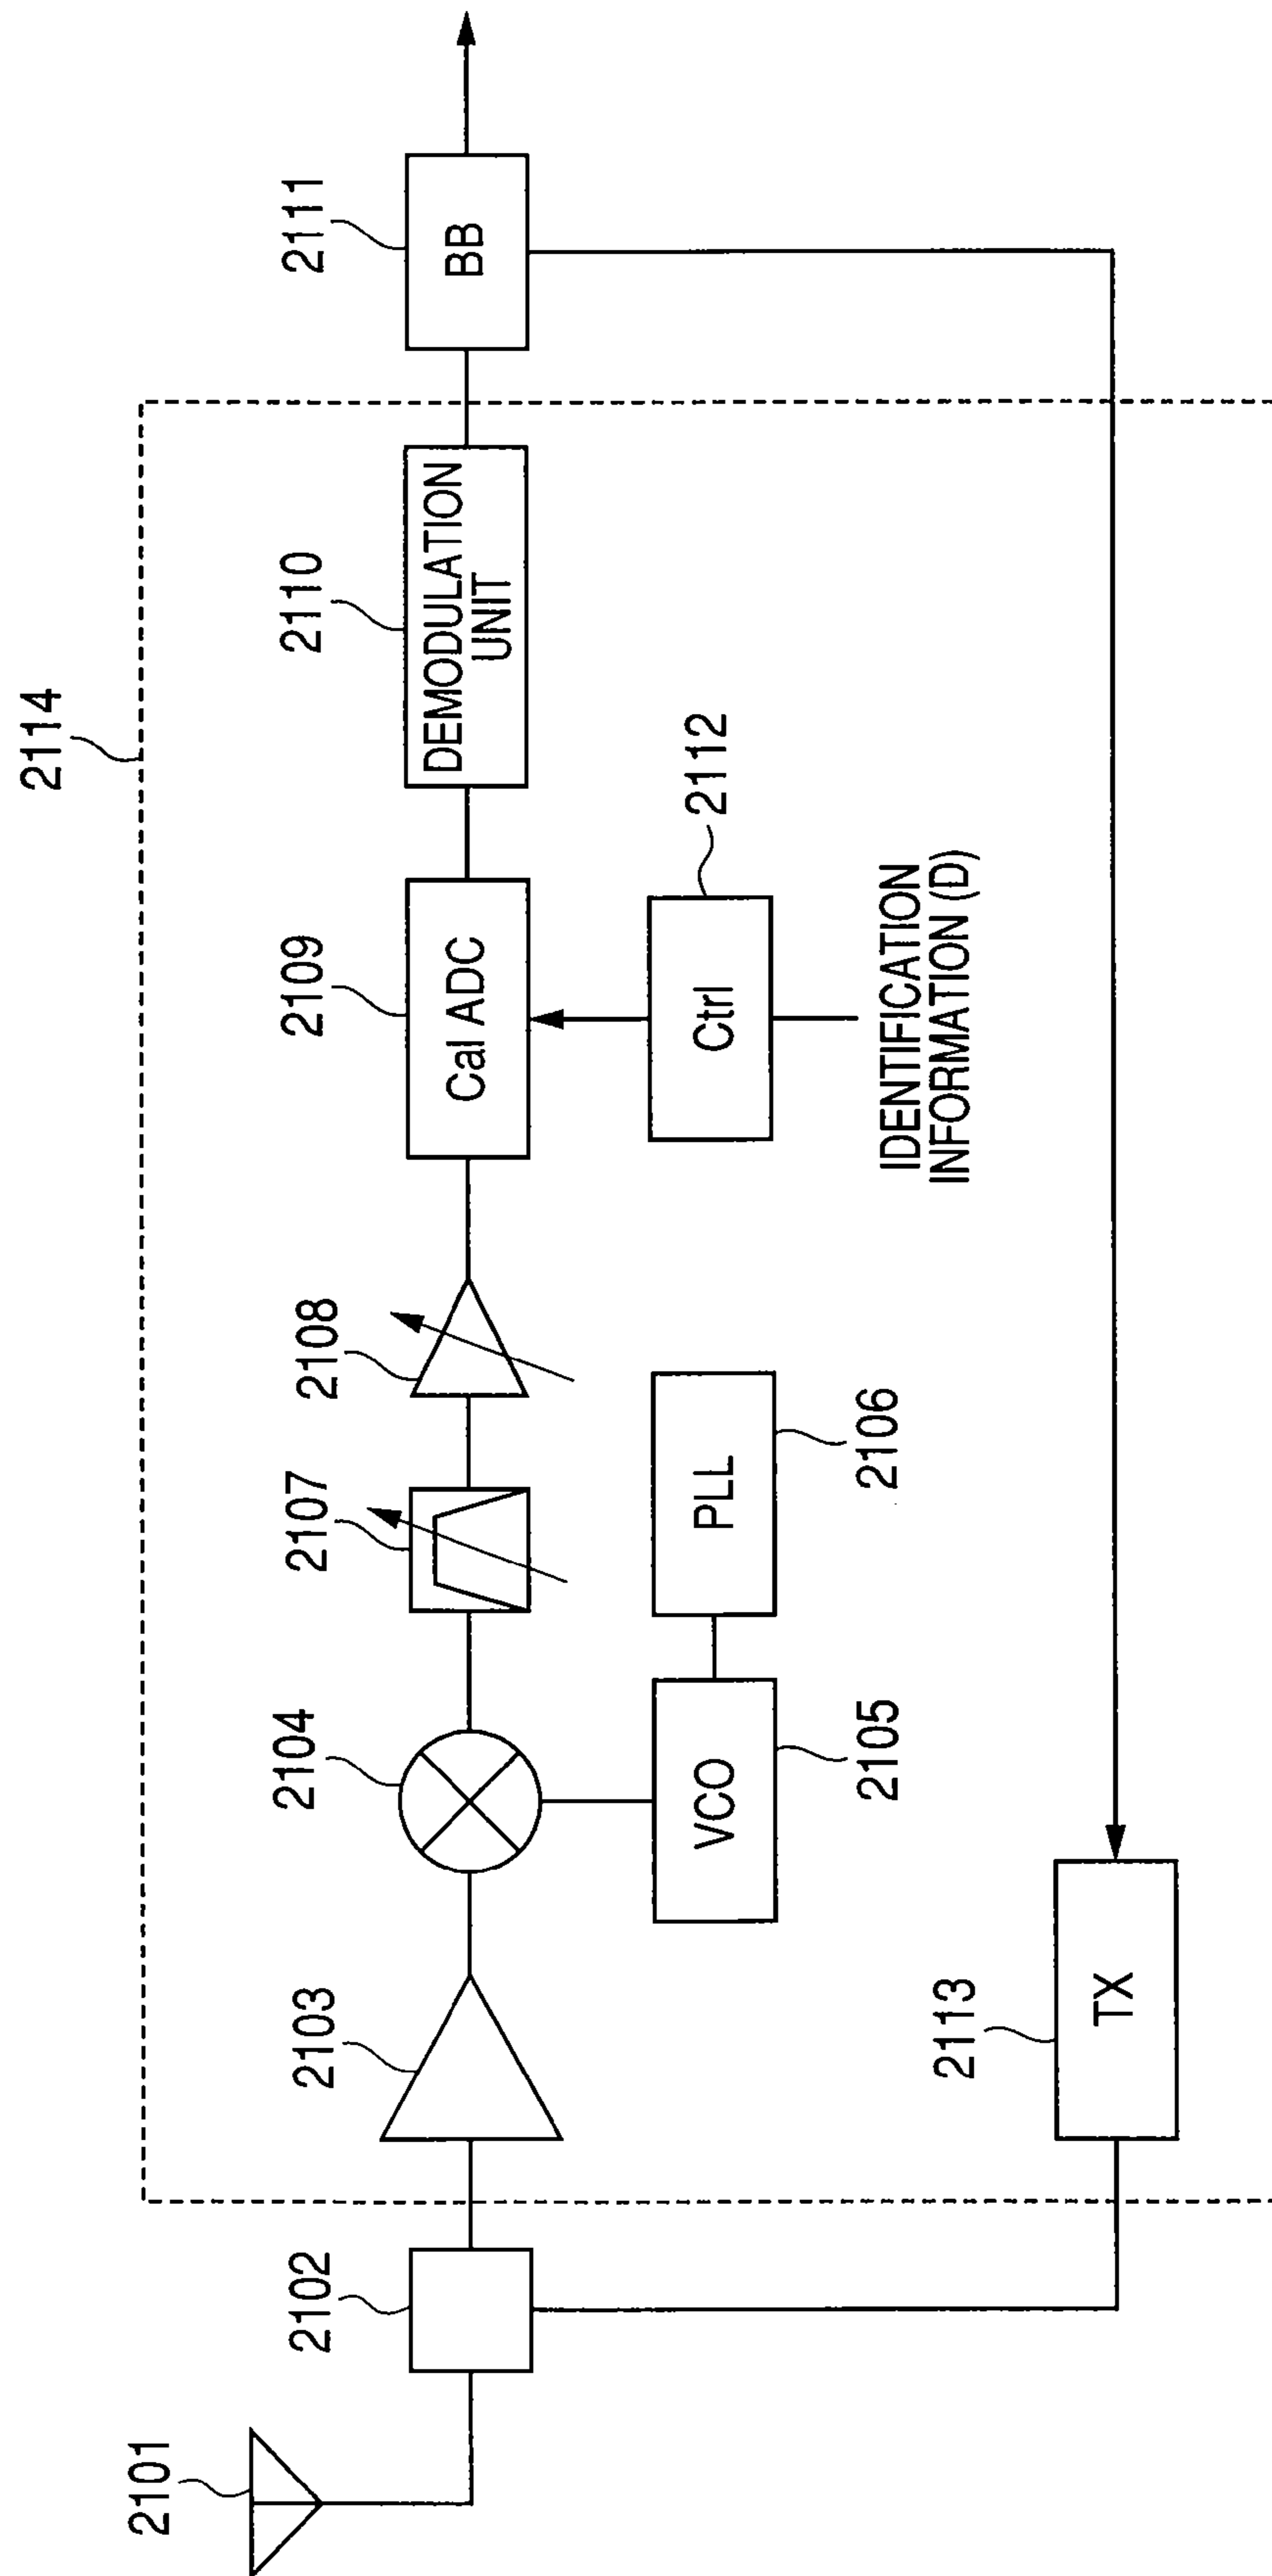 2114
2101
2102
2103
2104
2107
2108
2109
2110
2111
Cal ADC
DEMODULATION
UNIT
BB
VCO
PLL
Ctrl
2112
2105
2106
IDENTIFICATION
INFORMATION (D)
2113
TX